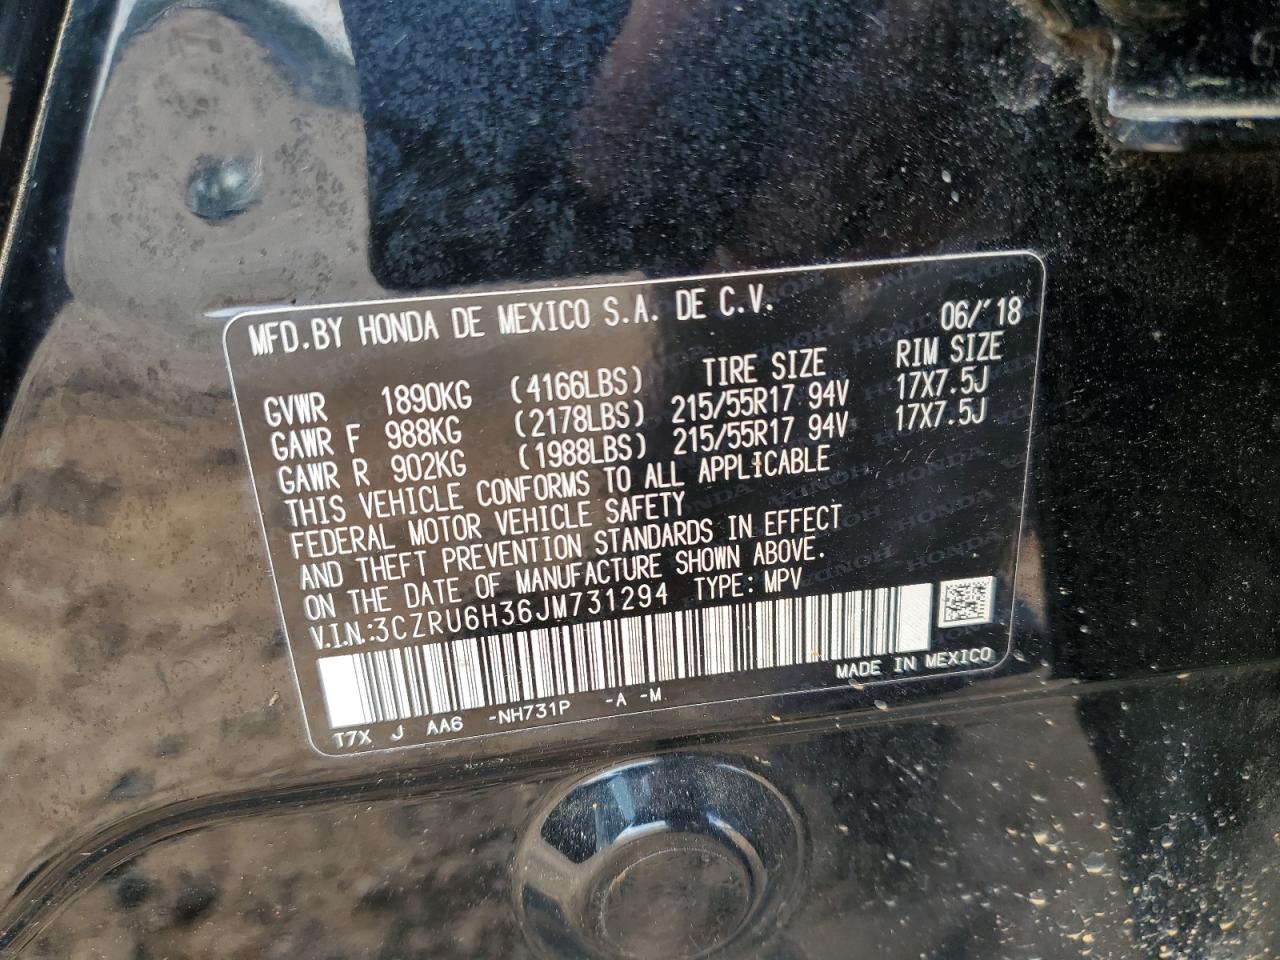 MFD.BY HONDA DE MEXICO S.A. DE C.V. 06/'18
TIRE SIZE RIM SIZE
GVWR 1890KG (4166LBS)
GAWR F 988KG (2178LBS) 215/55R17 94V 17X7.5J
GAWR R 902KG (1988LBS) 215/55R17 94V 17X7.5J
THIS VEHICLE CONFORMS TO ALL APPLICABLE
FEDERAL MOTOR VEHICLE SAFETY
AND THEFT PREVENTION STANDARDS IN EFFECT
ON THE DATE OF MANUFACTURE SHOWN ABOVE.
V.I.N.:3CZRU6H36JM731294 TYPE: MPV
T7X J AA6 -NH731P -A -M MADE IN MEXICO